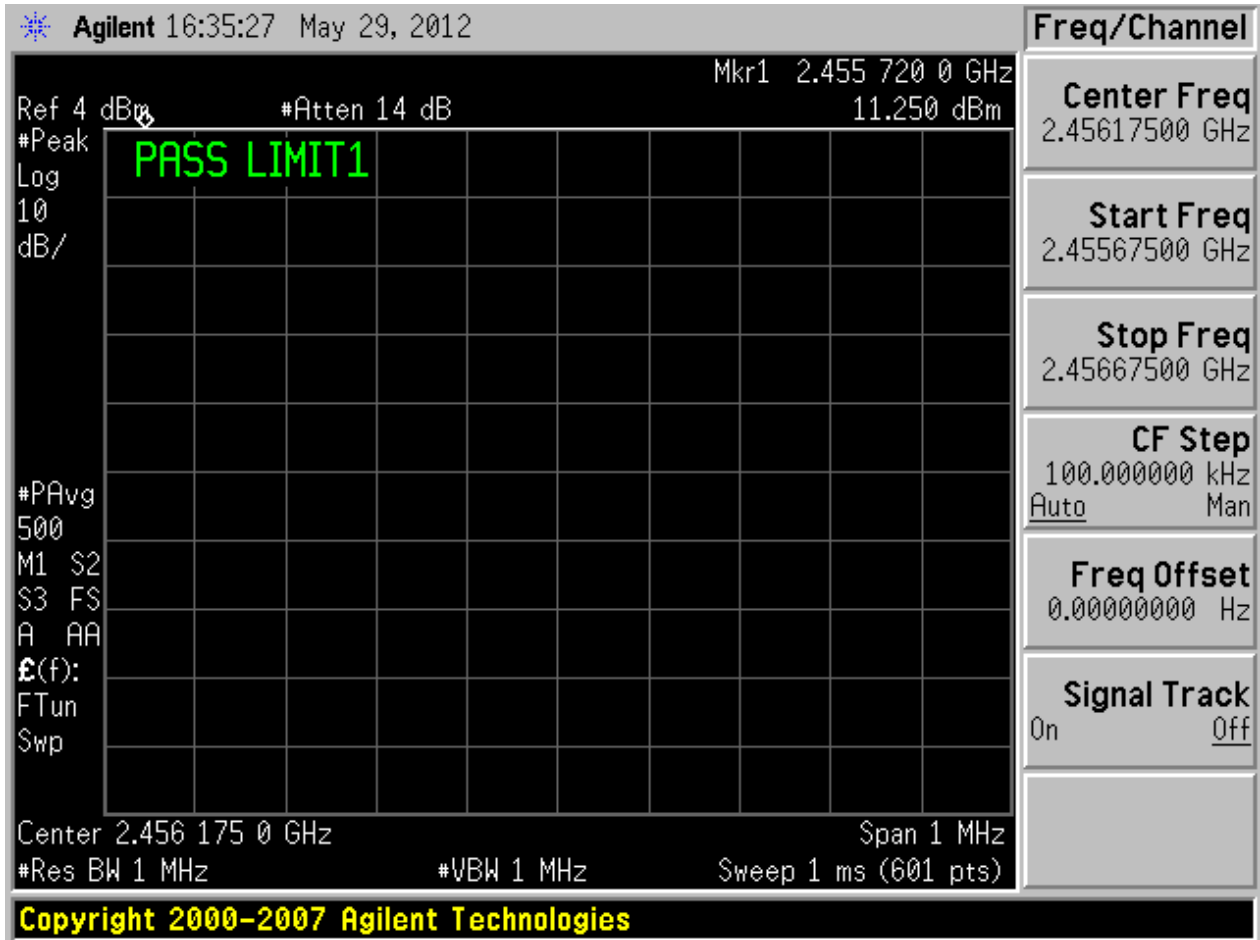 Agilent 16:35:27 May 29, 2012
Mkr1 2.455 720 0 GHz
Ref 4 dBm #Atten 14 dB 11.250 dBm
#Peak
Log
10
dB/
PASS LIMIT1
#PAvg
500
M1 S2
S3 FS
A AA
£(f):
FTun
Swp
Center 2.456 175 0 GHz Span 1 MHz
#Res BW 1 MHz #VBW 1 MHz Sweep 1 ms (601 pts)
Copyright 2000-2007 Agilent Technologies
Freq/Channel
Center Freq
2.45617500 GHz
Start Freq
2.45567500 GHz
Stop Freq
2.45667500 GHz
CF Step
100.000000 kHz
Auto Man
Freq Offset
0.00000000 Hz
Signal Track
On Off